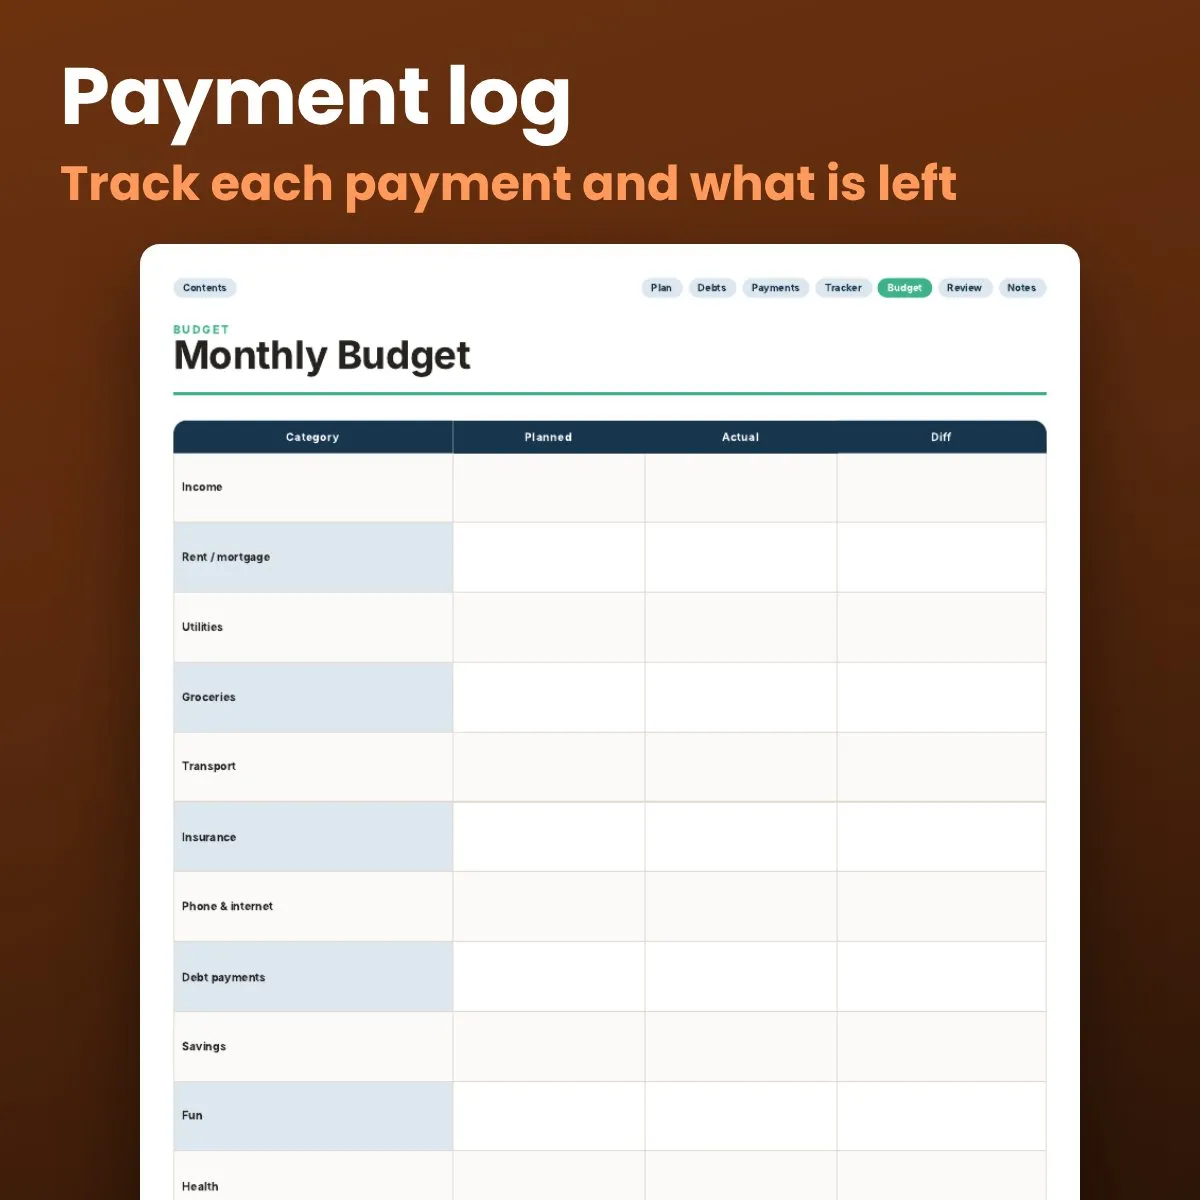 Payment log
Track each payment and what is left
Contents Plan Debts Payments Tracker Budget Review Notes
BUDGET
Monthly Budget
Category Planned Actual Diff
Income
Rent / mortgage
Utilities
Groceries
Transport
Insurance
Phone & internet
Debt payments
Savings
Fun
Health